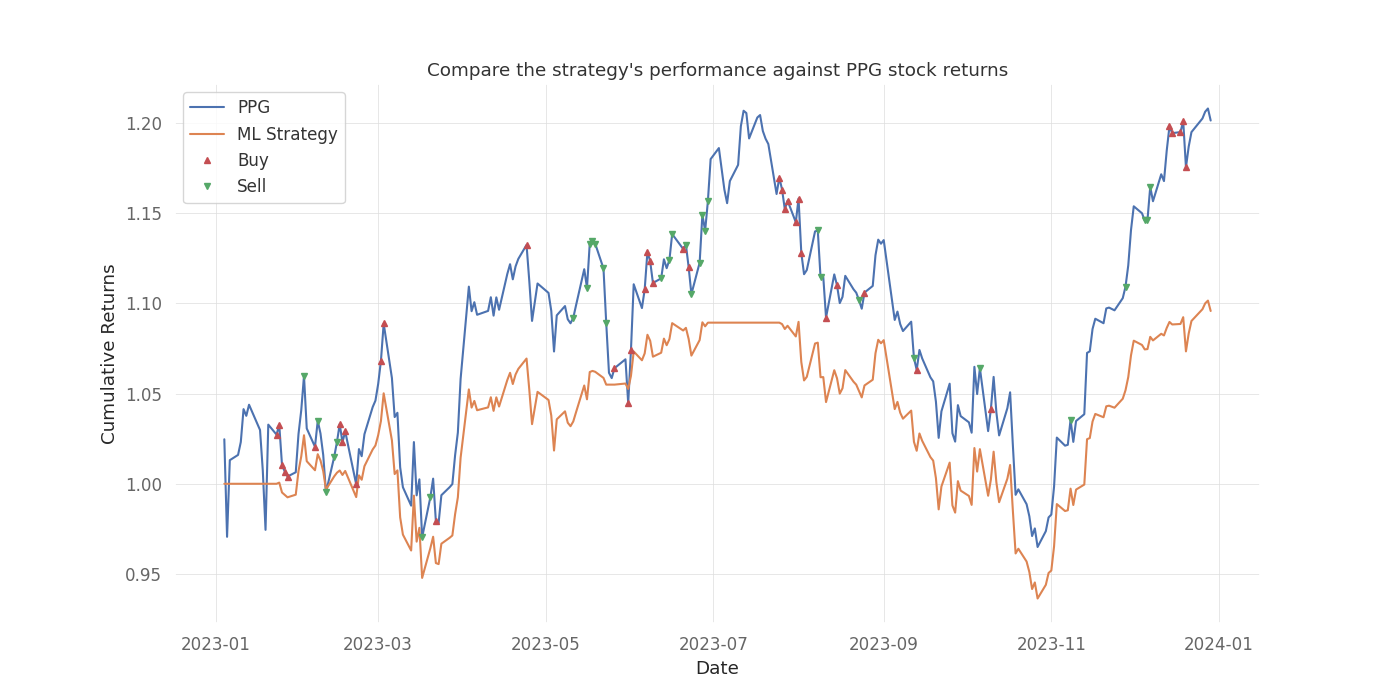 Compare the strategy's performance against PPG stock returns
PPG
ML Strategy
Buy
Sell
1.20
1.15
1.10
1.05
1.00
0.95
Cumulative Returns
2023-01
2023-03
2023-05
2023-07
2023-09
2023-11
2024-01
Date